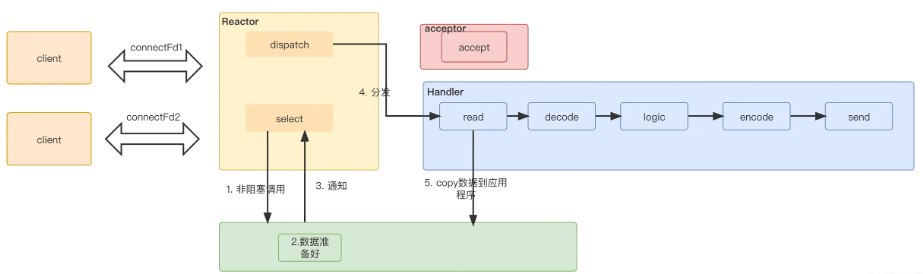 Reactor
dispatch
select
acceptor
accept
client
connectFd1
client
connectFd2
4. 分发
Handler
read
decode
logic
encode
send
1. 非阻塞调用
3. 通知
5. copy数据到应用
程序
2.数据准
备好